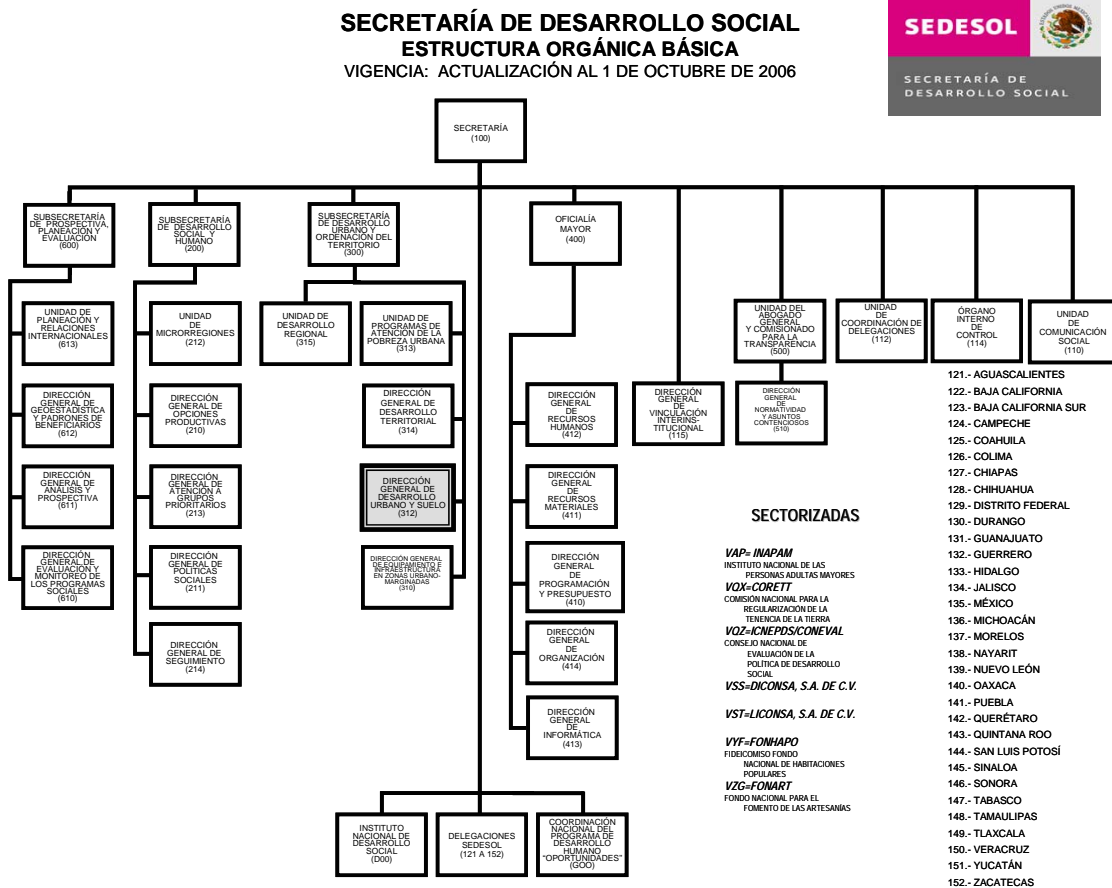 SECRETARÍA DE DESARROLLO SOCIAL
ESTRUCTURA ORGÁNICA BÁSICA
VIGENCIA: ACTUALIZACIÓN AL 1 DE OCTUBRE DE 2006
SEDESOL
ESTADOS UNIDOS MEXICANOS
SECRETARÍA DE
DESARROLLO SOCIAL
SECRETARÍA
(100)
SUBSECRETARÍA
DE PROSPECTIVA,
PLANEACIÓN Y
EVALUACIÓN
(600)
SUBSECRETARÍA
DE DESARROLLO
SOCIAL Y
HUMANO
(200)
SUBSECRETARÍA
DE DESARROLLO
URBANO Y
ORDENACIÓN DEL
TERRITORIO
(300)
OFICIALÍA
MAYOR
(400)
UNIDAD DE
PLANEACIÓN Y
RELACIONES
INTERNACIONALES
(613)
UNIDAD
DE
MICRORREGIONES
(212)
UNIDAD DE
DESARROLLO
REGIONAL
(315)
UNIDAD DE
PROGRAMAS DE
ATENCIÓN DE LA
POBREZA URBANA
(313)
UNIDAD DEL
ABOGADO
GENERAL
Y COMISIONADO
PARA LA
TRANSPARENCIA
(500)
UNIDAD
DE
COORDINACIÓN DE
DELEGACIONES
(112)
ÓRGANO
INTERNO
DE
CONTROL
(114)
UNIDAD
DE
COMUNICACIÓN
SOCIAL
(110)
DIRECCIÓN
GENERAL DE
GEOESTADÍSTICA
Y PADRONES DE
BENEFICIARIOS
(612)
DIRECCIÓN
GENERAL DE
OPCIONES
PRODUCTIVAS
(210)
DIRECCIÓN
GENERAL DE
DESARROLLO
TERRITORIAL
(314)
DIRECCIÓN
GENERAL
DE
RECURSOS
HUMANOS
(412)
DIRECCIÓN
GENERAL
DE
VINCULACIÓN
INTERINS-
TITUCIONAL
(115)
DIRECCIÓN
GENERAL
DE
NORMATIVIDAD
Y ASUNTOS
CONTENCIOSOS
(510)
DIRECCIÓN
GENERAL DE
ANÁLISIS Y
PROSPECTIVA
(611)
DIRECCIÓN
GENERAL DE
ATENCIÓN A
GRUPOS
PRIORITARIOS
(213)
DIRECCIÓN
GENERAL DE
DESARROLLO
URBANO Y SUELO
(312)
DIRECCIÓN
GENERAL
DE
RECURSOS
MATERIALES
(411)
DIRECCIÓN
GENERAL DE
EVALUACIÓN Y
MONITOREO DE
LOS PROGRAMAS
SOCIALES
(610)
DIRECCIÓN
GENERAL DE
POLÍTICAS
SOCIALES
(211)
DIRECCIÓN GENERAL
DE EQUIPAMIENTO E
INFRAESTRUCTURA
EN ZONAS URBANO-
MARGINADAS
(310)
DIRECCIÓN
GENERAL
DE
PROGRAMACIÓN
Y PRESUPUESTO
(410)
DIRECCIÓN
GENERAL DE
SEGUIMIENTO
(214)
DIRECCIÓN
GENERAL
DE
ORGANIZACIÓN
(414)
DIRECCIÓN
GENERAL
DE
INFORMÁTICA
(413)
INSTITUTO
NACIONAL DE
DESARROLLO
SOCIAL
(D00)
DELEGACIONES
SEDESOL
(121 A 152)
COORDINACIÓN
NACIONAL DEL
PROGRAMA DE
DESARROLLO
HUMANO
"OPORTUNIDADES"
(GOO)
SECTORIZADAS
VAP= INAPAM
INSTITUTO NACIONAL DE LAS
PERSONAS ADULTAS MAYORES
VQX=CORETT
COMISIÓN NACIONAL PARA LA
REGULARIZACIÓN DE LA
TENENCIA DE LA TIERRA
VQZ=ICNEPDS/CONEVAL
CONSEJO NACIONAL DE
EVALUACIÓN DE LA
POLÍTICA DE DESARROLLO
SOCIAL
VSS=DICONSA, S.A. DE C.V.
VST=LICONSA, S.A. DE C.V.
VYF=FONHAPO
FIDEICOMISO FONDO
NACIONAL DE HABITACIONES
POPULARES
VZG=FONART
FONDO NACIONAL PARA EL
FOMENTO DE LAS ARTESANÍAS
121.- AGUASCALIENTES
122.- BAJA CALIFORNIA
123.- BAJA CALIFORNIA SUR
124.- CAMPECHE
125.- COAHUILA
126.- COLIMA
127.- CHIAPAS
128.- CHIHUAHUA
129.- DISTRITO FEDERAL
130.- DURANGO
131.- GUANAJUATO
132.- GUERRERO
133.- HIDALGO
134.- JALISCO
135.- MÉXICO
136.- MICHOACÁN
137.- MORELOS
138.- NAYARIT
139.- NUEVO LEÓN
140.- OAXACA
141.- PUEBLA
142.- QUERÉTARO
143.- QUINTANA ROO
144.- SAN LUIS POTOSÍ
145.- SINALOA
146.- SONORA
147.- TABASCO
148.- TAMAULIPAS
149.- TLAXCALA
150.- VERACRUZ
151.- YUCATÁN
152.- ZACATECAS